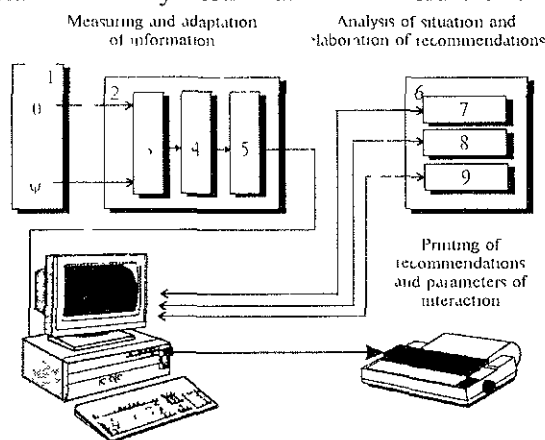 Measuring and adaptation
of information
Analysis of situation and
elaboration of recommendations
1
θ
ψ
2
3
4
5
6
7
8
9
Printing of
recommendations
and parameters of
interaction